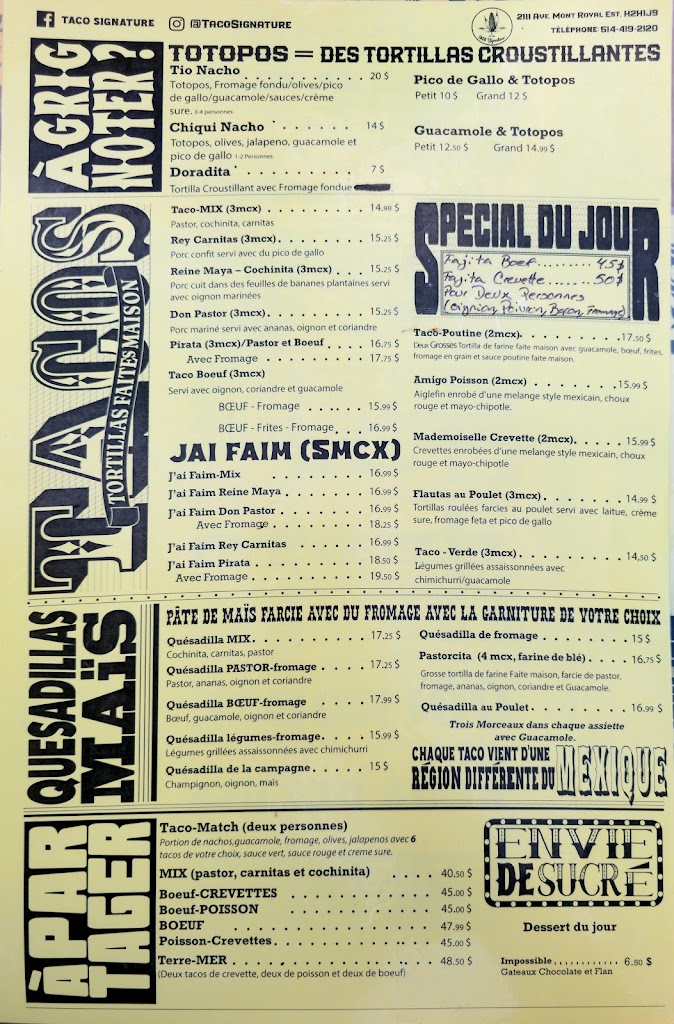 TACO SIGNATURE @TACOSIGNATURE
2111 AVE. MONT ROYAL EST. H2H1J9
TÉLÉPHONE: 514-419-2120
ÀGRIG
NOTER?
TOTOPOS = DES TORTILLAS CROUSTILLANTES
Tio Nacho . . . . . . . . . . . . 20 $
Totopos, Fromage fondu/olives/pico
de gallo/guacamole/sauces/crème
sure. 3-4 personnes
Chiqui Nacho . . . . . . 14 $
Totopos, olives, jalapeno, guacamole et
pico de gallo 1-2 Personnes.
Doradita . . . . . . . . . . 7 $
Tortilla Croustillant avec Fromage fondue
Pico de Gallo & Totopos
Petit 10 $ Grand 12 $
Guacamole & Totopos
Petit 12.50 $ Grand 14.99 $
TACOS
TORTILLAS FAITES MAISON
Taco-MIX (3mcx) . . . . . . . . . . 14.99 $
Pastor, cochinita, carnitas
Rey Carnitas (3mcx). . . . . . . . . 15.25 $
Porc confit servi avec du pico de gallo
Reine Maya – Cochinita (3mcx) . . . . 15.25 $
Porc cuit dans des feuilles de bananes plantaines servi
avec oignon marinées
Don Pastor (3mcx). . . . . . . . . . 15.25 $
Porc mariné servi avec ananas, oignon et coriandre
Pirata (3mcx)/Pastor et Boeuf . . . . 16.75 $
Avec Fromage . . . . . . . . . 17.75 $
Taco Boeuf (3mcx)
Servi avec oignon, coriandre et guacamole
BŒUF - Fromage . . . . . . 15.99 $
BŒUF - Frites - Fromage. . . . 16.99 $
JAI FAIM (5MCX)
J'ai Faim-Mix . . . . . . . . . . . 16.99 $
J'ai Faim Reine Maya . . . . . . . . 16.99 $
J'ai Faim Don Pastor . . . . . . . . 16.99 $
Avec Fromage. . . . . . . . . 18.25 $
J'ai Faim Rey Carnitas . . . . . . . 16.99 $
J'ai Faim Pirata . . . . . . . . . . 18.50 $
Avec Fromage . . . . . . . . . . 19.50 $
SPECIAL DU JOUR
Fajita Boef.......... 45$
Fajita Crevette...... 50$
Pour Deux Personnes
(oignion, Poivron, Bacon, Fromage)
Taco-Poutine (2mcx). . . . . . . . . 17.50 $
Deux Grosses Tortilla de farine faite maison avec guacamole, bœuf, frites,
fromage en grain et sauce poutine faite maison.
Amigo Poisson (2mcx) . . . . . . . 15.99 $
Aiglefin enrobé d'une melange style mexicain, choux
rouge et mayo-chipotle.
Mademoiselle Crevette (2mcx). . . . . 15.99 $
Crevettes enrobées d'une melange style mexicain, choux
rouge et mayo-chipotle
Flautas au Poulet (3mcx) . . . . . . 14.99 $
Tortillas roulées farcies au poulet servi avec laitue, crème
sure, fromage feta et pico de gallo
Taco - Verde (3mcx) . . . . . . . . 14,50 $
Légumes grillées assaisonnées avec
chimichurri/guacamole
QUESADILLAS
MAÏS
PÂTE DE MAÏS FARCIE AVEC DU FROMAGE AVEC LA GARNITURE DE VOTRE CHOIX
Quésadilla MIX. . . . . . . . . . . 17.25 $
Cochinita, carnitas, pastor
Quésadilla PASTOR-fromage . . . . 17.25 $
Pastor, ananas, oignon et coriandre
Quésadilla BŒUF-fromage . . . . . 17.99 $
Bœuf, guacamole, oignon et coriandre
Quésadilla légumes-fromage. . . . . 15.99 $
Légumes grillées assaissonnées avec chimichurri
Quésadilla de la campagne. . . . . . 15 $
Champignon, oignon, maïs
Quésadilla de fromage . . . . . . . . 15 $
Pastorcita (4 mcx, farine de blé). . . . 16.75 $
Grosse tortilla de farine Faite maison, farcie de pastor,
fromage, ananas, oignon, coriandre et Guacamole.
Quésadilla au Poulet. . . . . . . . . 16.99 $
Trois Morceaux dans chaque assiette
avec Guacamole.
CHAQUE TACO VIENT D'UNE
RÉGION DIFFÉRENTE DU MEXIQUE
ÀPAR
TAGER
Taco-Match (deux personnes)
Portion de nachos,guacamole, fromage, olives, jalapenos avec 6
tacos de votre choix, sauce vert, sauce rouge et creme sure.
MIX (pastor, carnitas et cochinita) . . . . 40.50 $
Boeuf-CREVETTES . . . . . . . . . . . 45.00 $
Boeuf-POISSON . . . . . . . . . . . 45.00 $
BOEUF . . . . . . . . . . . . . . . . 47.99 $
Poisson-Crevettes. . . . . . . . . . . . 45.00 $
Terre-MER . . . . . . . . . . . . . . . 48.50 $
(Deux tacos de crevette, deux de poisson et deux de boeuf)
ENVIE
DE SUCRÉ
Dessert du jour
Impossible ............ 6.50 $
Gateaux Chocolate et Flan